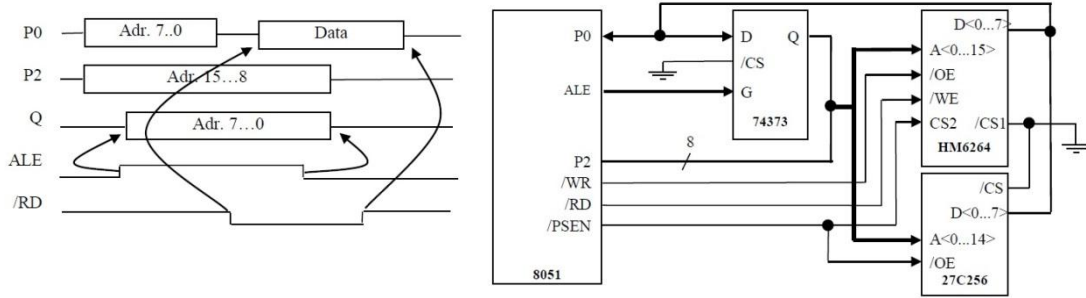 P0
Adr. 7..0
Data
P2
Adr. 15…8
Q
Adr. 7…0
ALE
/RD
P0
ALE
P2
/WR
/RD
/PSEN
8051
8
D
Q
/CS
G
74373
D<0...7>
A<0...15>
/OE
/WE
CS2
/CS1
HM6264
/CS
D<0...7>
A<0...14>
/OE
27C256